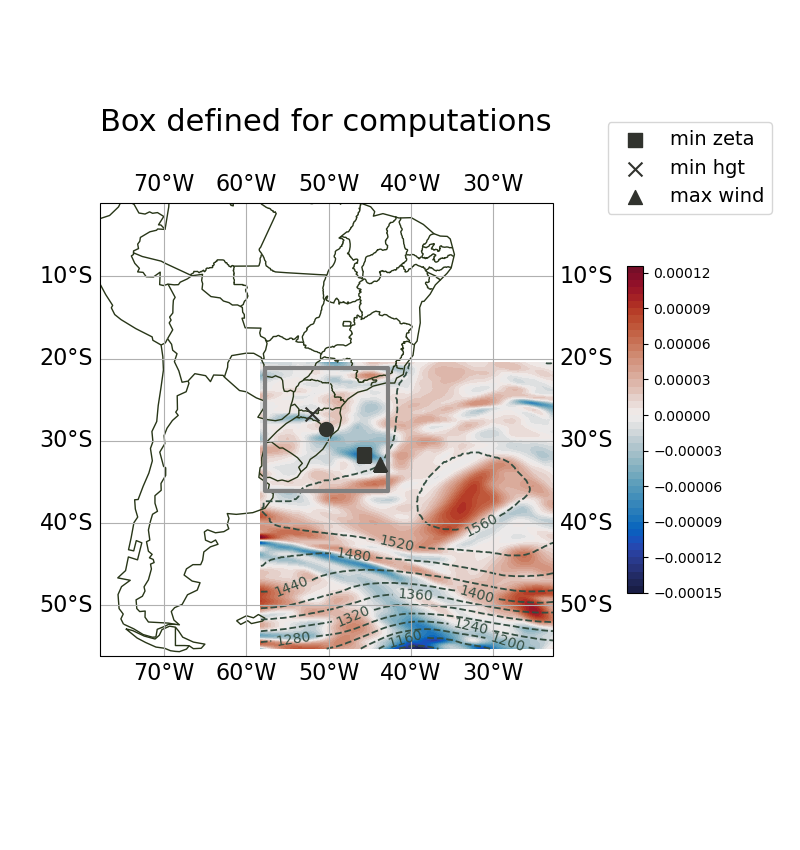 Box defined for computations
min zeta
min hgt
max wind
70°W 60°W 50°W 40°W 30°W
10°S 10°S
20°S 20°S
30°S 30°S
40°S 40°S
50°S 50°S
70°W 60°W 50°W 40°W 30°W
0.00012
0.00009
0.00006
0.00003
0.00000
−0.00003
−0.00006
−0.00009
−0.00012
−0.00015
1560
1520
1480
1440
1360
1400
1320
1240
1280
1160
1200